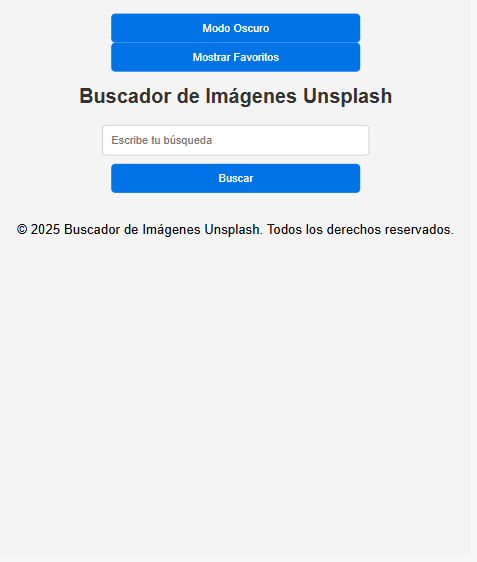 Modo Oscuro
Mostrar Favoritos
Buscador de Imágenes Unsplash
Escribe tu búsqueda
Buscar
© 2025 Buscador de Imágenes Unsplash. Todos los derechos reservados.